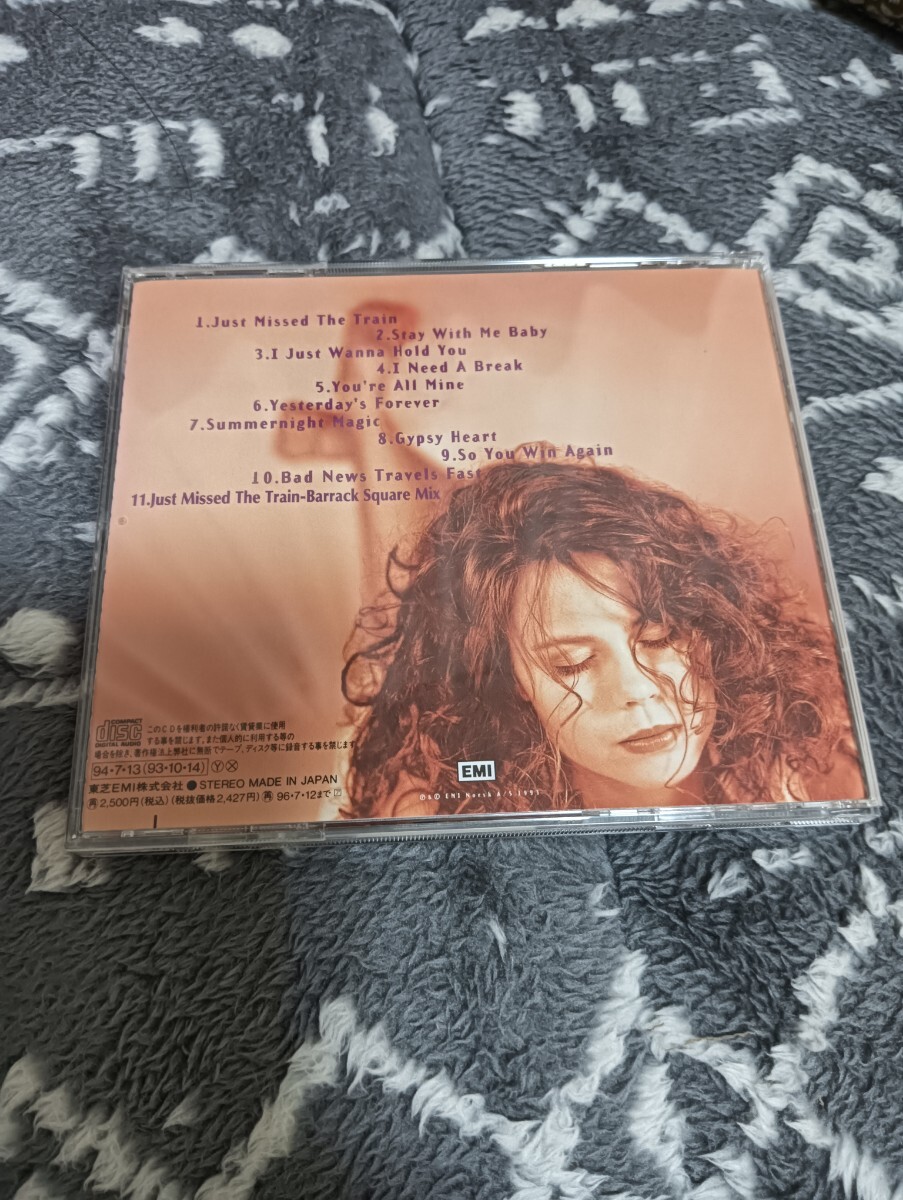 1.Just Missed The Train
2.Stay With Me Baby
3.I Just Wanna Hold You
4.I Need A Break
5.You're All Mine
6.Yesterday's Forever
7.Summernight Magic
8.Gypsy Heart
9.So You Win Again
10.Bad News Travels Fast
11.Just Missed The Train-Barrack Square Mix
COMPACT
disc
DIGITAL AUDIO
このCDを権利者の許諾なく賃貸業に使用
する事を禁じます。また個人的に利用する等の
場合を除き、著作権法上弊社に無断でテープ、ディスク等に録音する事を禁じます
94・7・13(93・10・14) Y X
東芝EMI株式会社 ● STEREO MADE IN JAPAN
再 2,500円(税込)(税抜価格2,427円) 再 96・7・12まで
EMI
℗ & © EMI Norsk A/S 1993